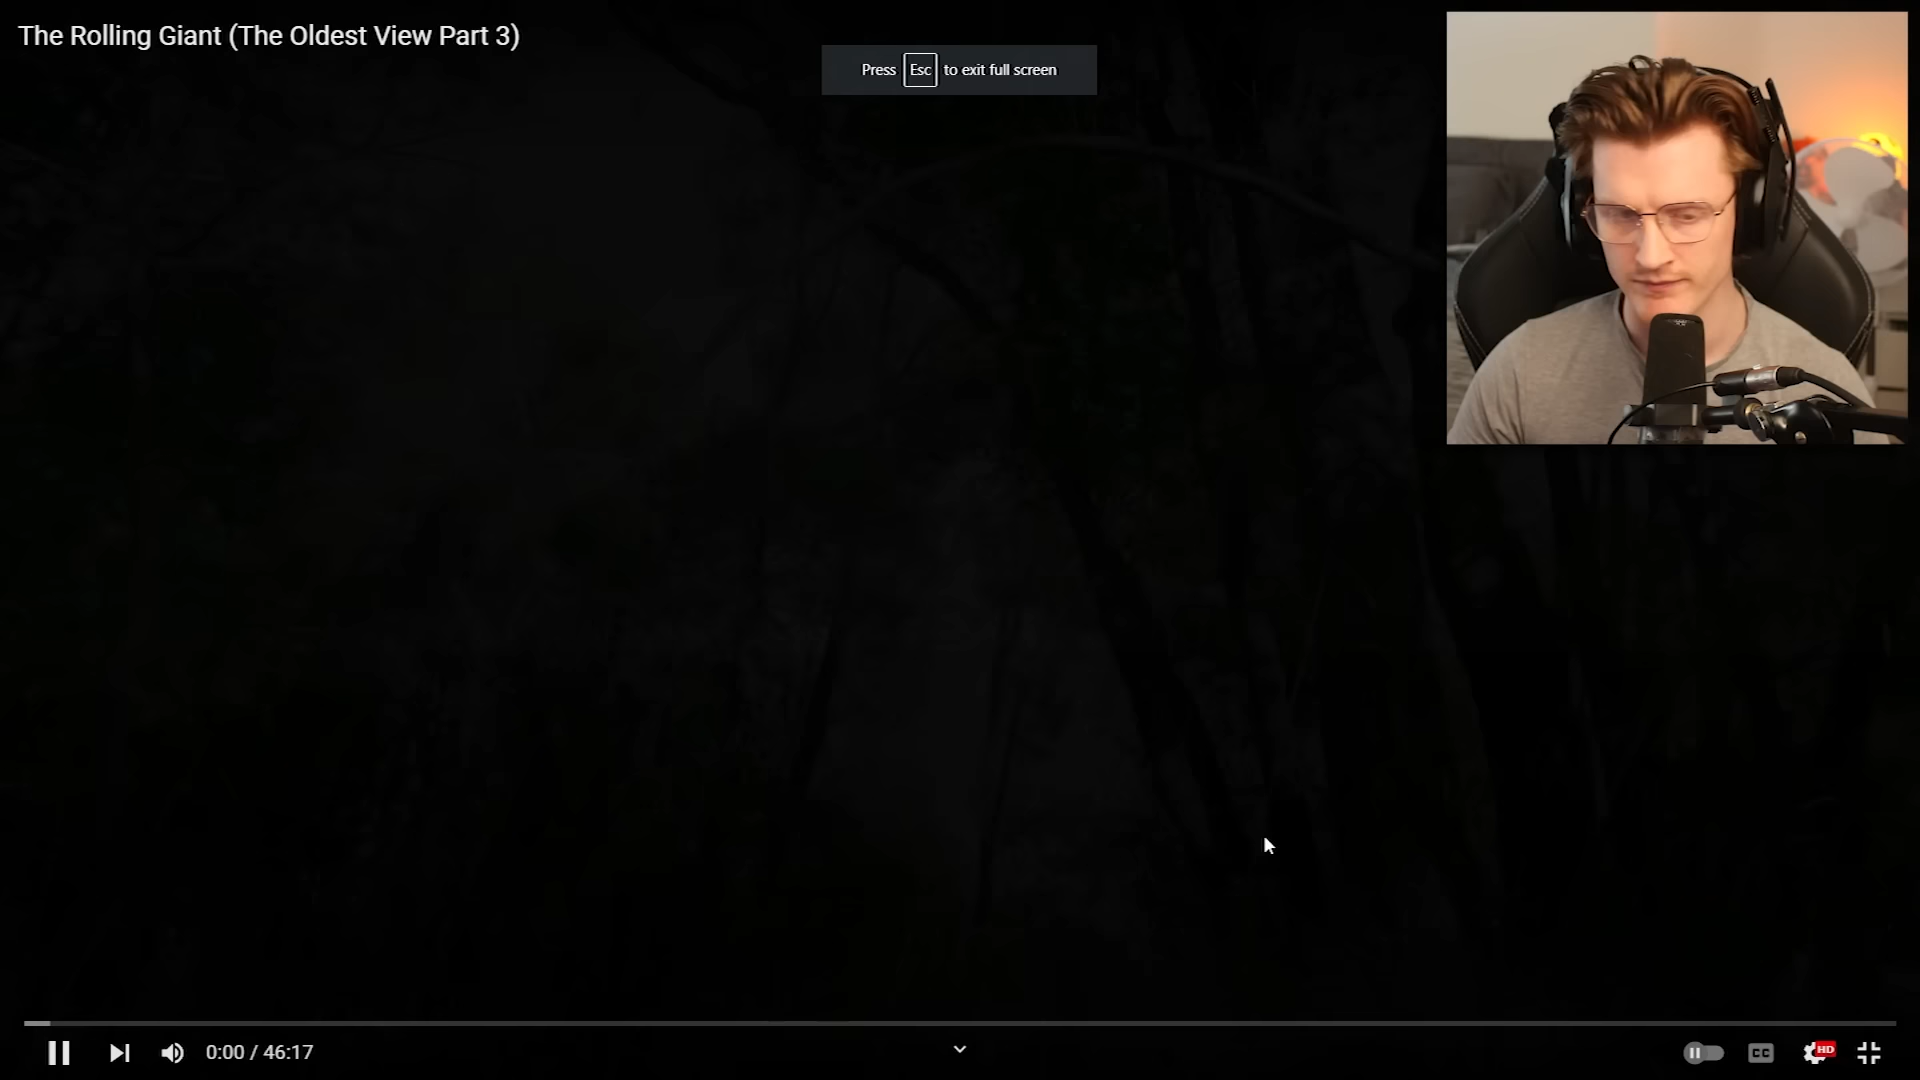 The Rolling Giant (The Oldest View Part 3)
Press Esc to exit full screen
0:00 / 46:17
CC
HD